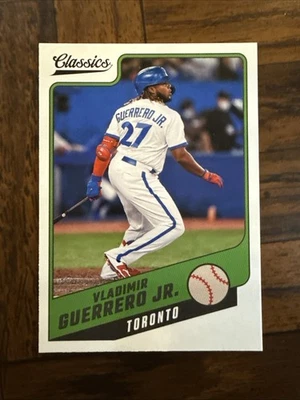 Classics
GUERRERO JR.
27
VLADIMIR
GUERRERO JR.
TORONTO